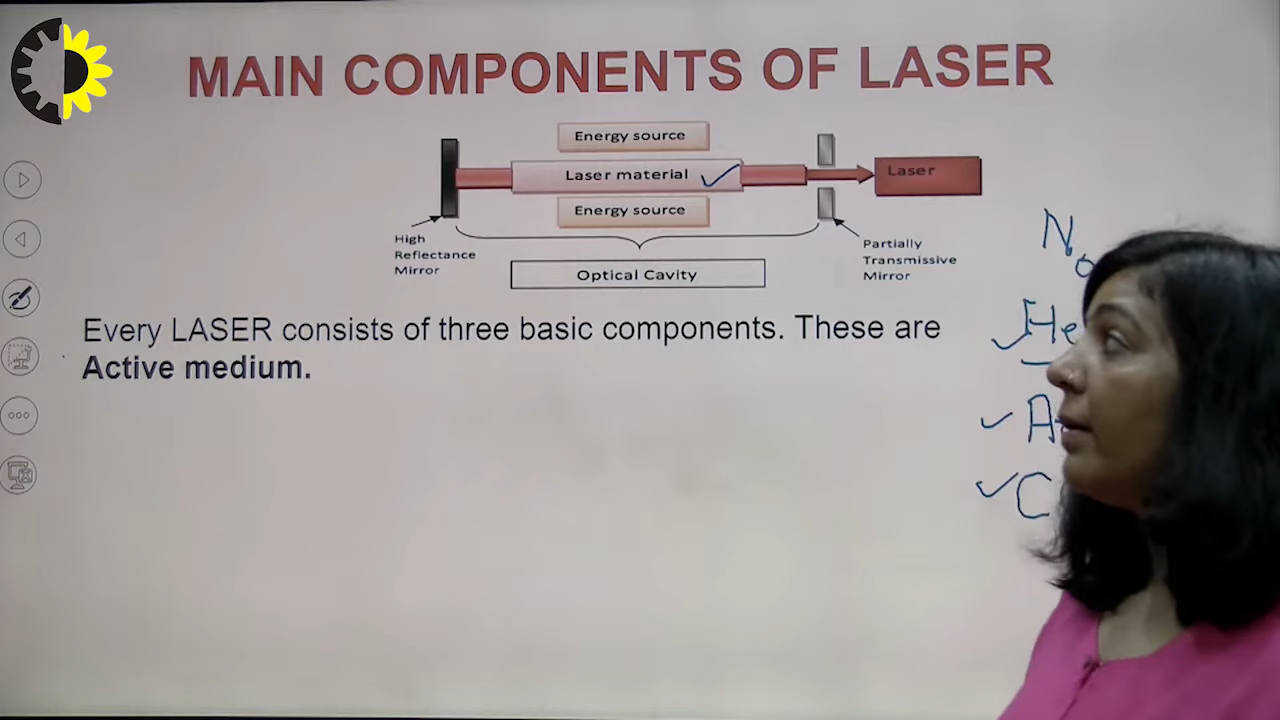 MAIN COMPONENTS OF LASER
Energy source
Laser material
Laser
Energy source
High
Reflectance
Mirror
Partially
Transmissive
Mirror
Optical Cavity
Every LASER consists of three basic components. These are
Active medium.
He